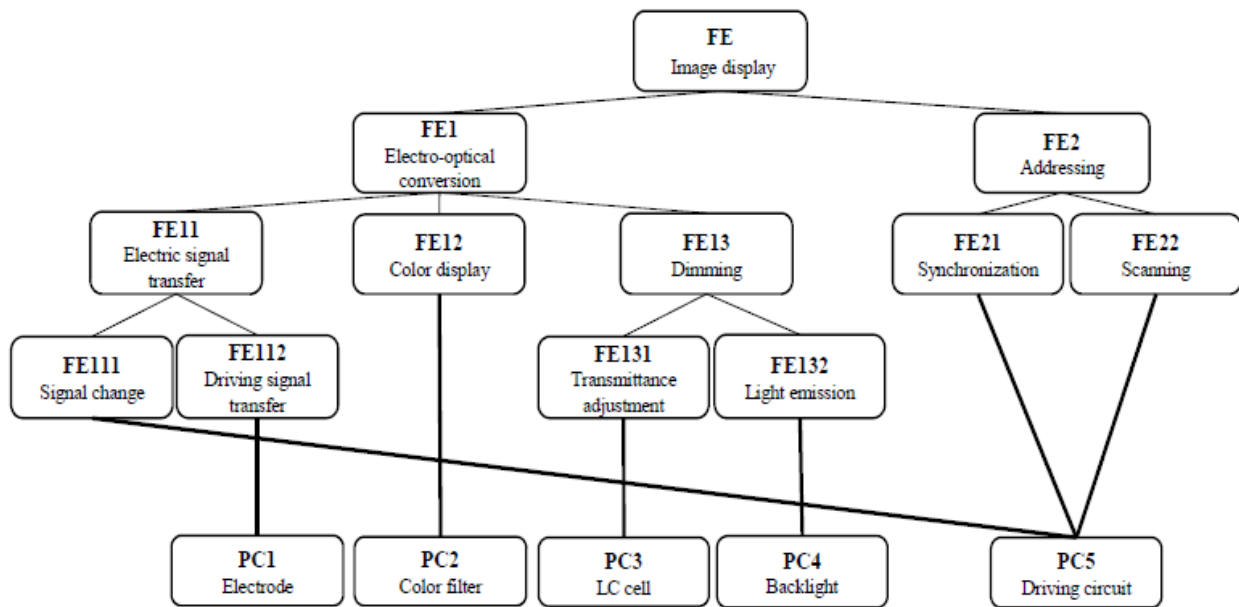 FE
Image display
FE1
Electro-optical
conversion
FE2
Addressing
FE11
Electric signal
transfer
FE12
Color display
FE13
Dimming
FE21
Synchronization
FE22
Scanning
FE111
Signal change
FE112
Driving signal
transfer
FE131
Transmittance
adjustment
FE132
Light emission
PC1
Electrode
PC2
Color filter
PC3
LC cell
PC4
Backlight
PC5
Driving circuit